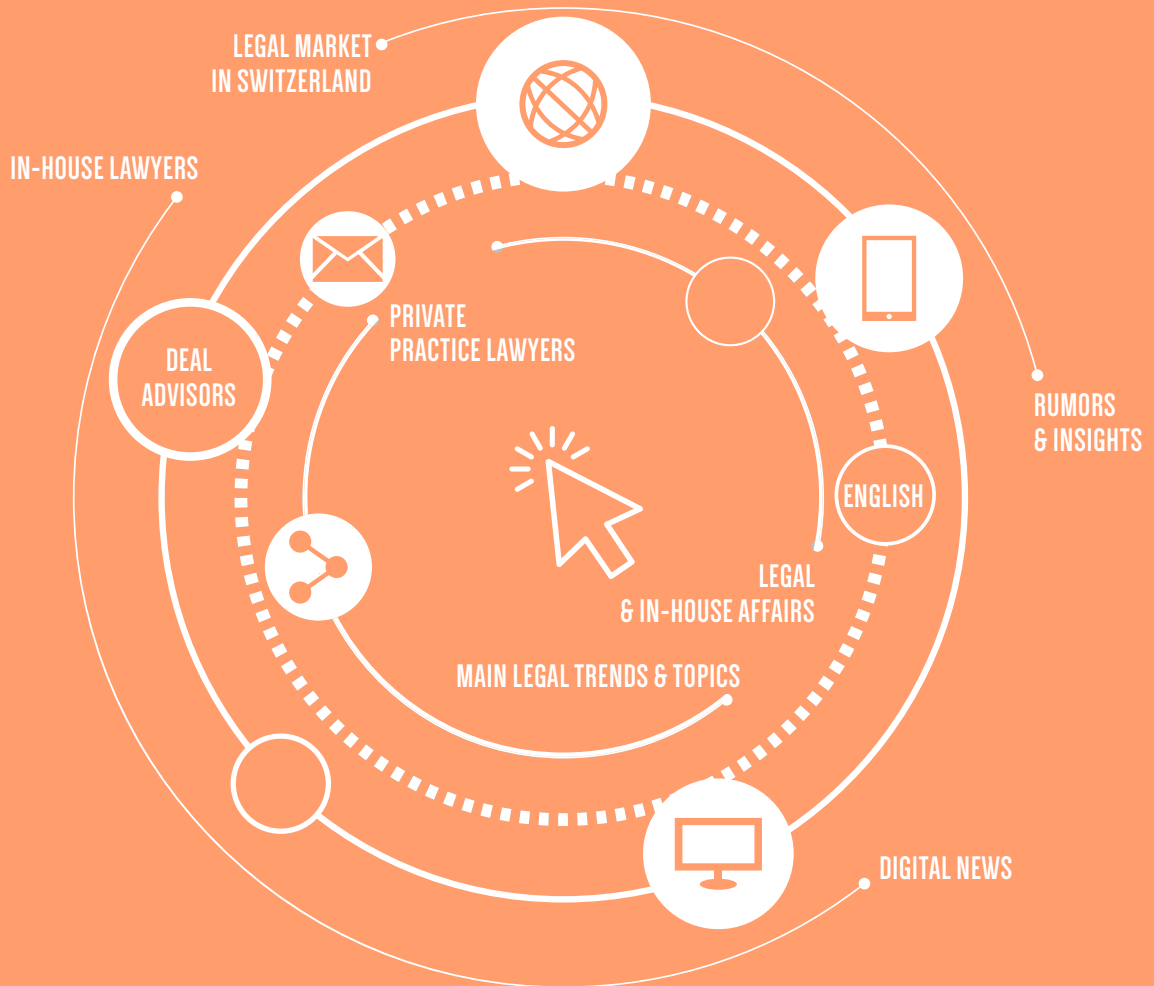 LEGAL MARKET
IN SWITZERLAND
IN-HOUSE LAWYERS
PRIVATE
PRACTICE LAWYERS
DEAL
ADVISORS
RUMORS
& INSIGHTS
ENGLISH
LEGAL
& IN-HOUSE AFFAIRS
MAIN LEGAL TRENDS & TOPICS
DIGITAL NEWS